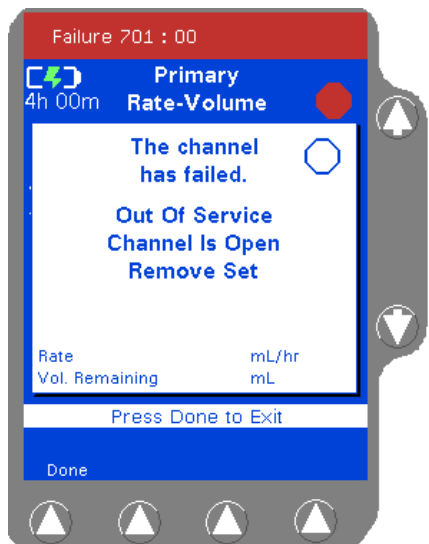 Failure 701 : 00
Primary
4h 00m Rate-Volume
The channel
has failed.
Out Of Service
Channel Is Open
Remove Set
Rate mL/hr
Vol. Remaining mL
Press Done to Exit
Done